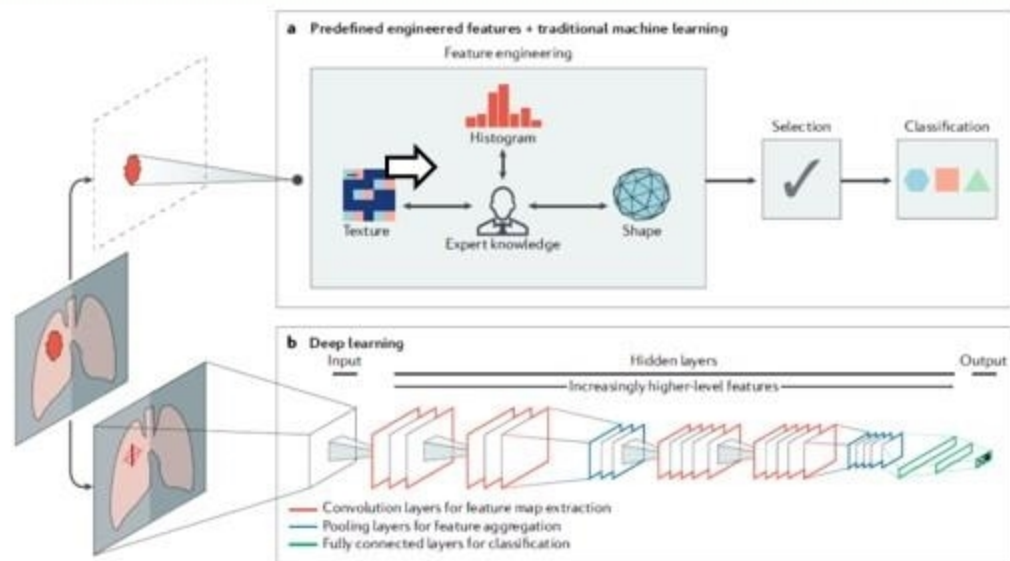 a Predefined engineered features + traditional machine learning
Feature engineering
Histogram
Selection
Classification
Texture
Expert knowledge
Shape
b Deep learning
Input
Hidden layers
Output
Increasingly higher-level features
Convolution layers for feature map extraction
Pooling layers for feature aggregation
Fully connected layers for classification